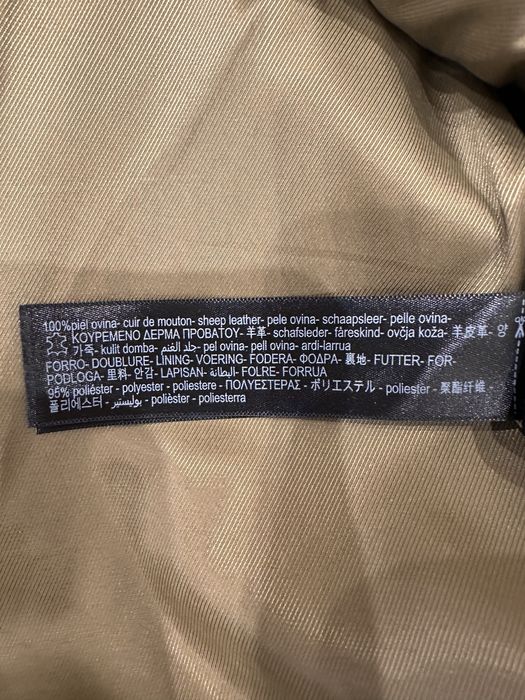 100%piel ovina- cuir de mouton- sheep leather- pele ovina- schaapsleer- pelle ovina-
ΚΟΥΡΕΜΕΝΟ ΔΕΡΜΑ ΠΡΟΒΑΤΟΥ- 羊革- schafsleder- fåreskind- ovčja koža- 羊皮革- 양
가죽- kulit domba- جلد الغنم- pel ovina- pell ovina- ardi-larrua
FORRO- DOUBLURE- LINING- VOERING- FODERA- ΦΟΔΡΑ- 裏地- FUTTER- FOR-
PODLOGA- 里料- 안감- LAPISAN- البطانة- FOLRE- FORRUA
95% poliéster- polyester- poliestere- ΠΟΛΥΕΣΤΕΡΑΣ- ポリエステル- poliester- 聚酯纤维-
폴리에스터- بوليستير- polièster- poliesterra